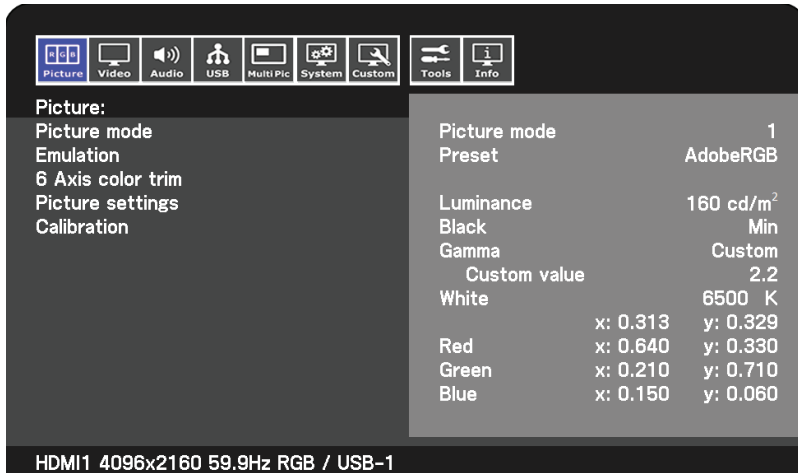 R G B
Picture Video Audio USB Multi Pic System Custom Tools Info
Picture:
Picture mode
Emulation
6 Axis color trim
Picture settings
Calibration
Picture mode 1
Preset AdobeRGB
Luminance 160 cd/m²
Black Min
Gamma Custom
Custom value 2.2
White 6500 K
x: 0.313 y: 0.329
Red x: 0.640 y: 0.330
Green x: 0.210 y: 0.710
Blue x: 0.150 y: 0.060
HDMI1 4096x2160 59.9Hz RGB / USB-1